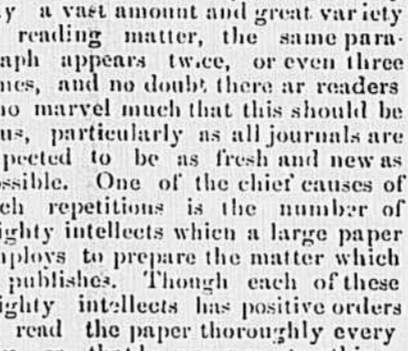 y a vast amount and great variety
reading matter, the same para-
aph appears twice, or even three
nes, and no doubt there ar readers
no marvel much that this should be
us, particularly as all journals are
pected to be as fresh and new as
ossible. One of the chief causes of
ch repetitions is the number of
ighty intellects which a large paper
nploys to prepare the matter which
publishes. Though each of these
ighty intellects has positive orders
read the paper thoroughly every